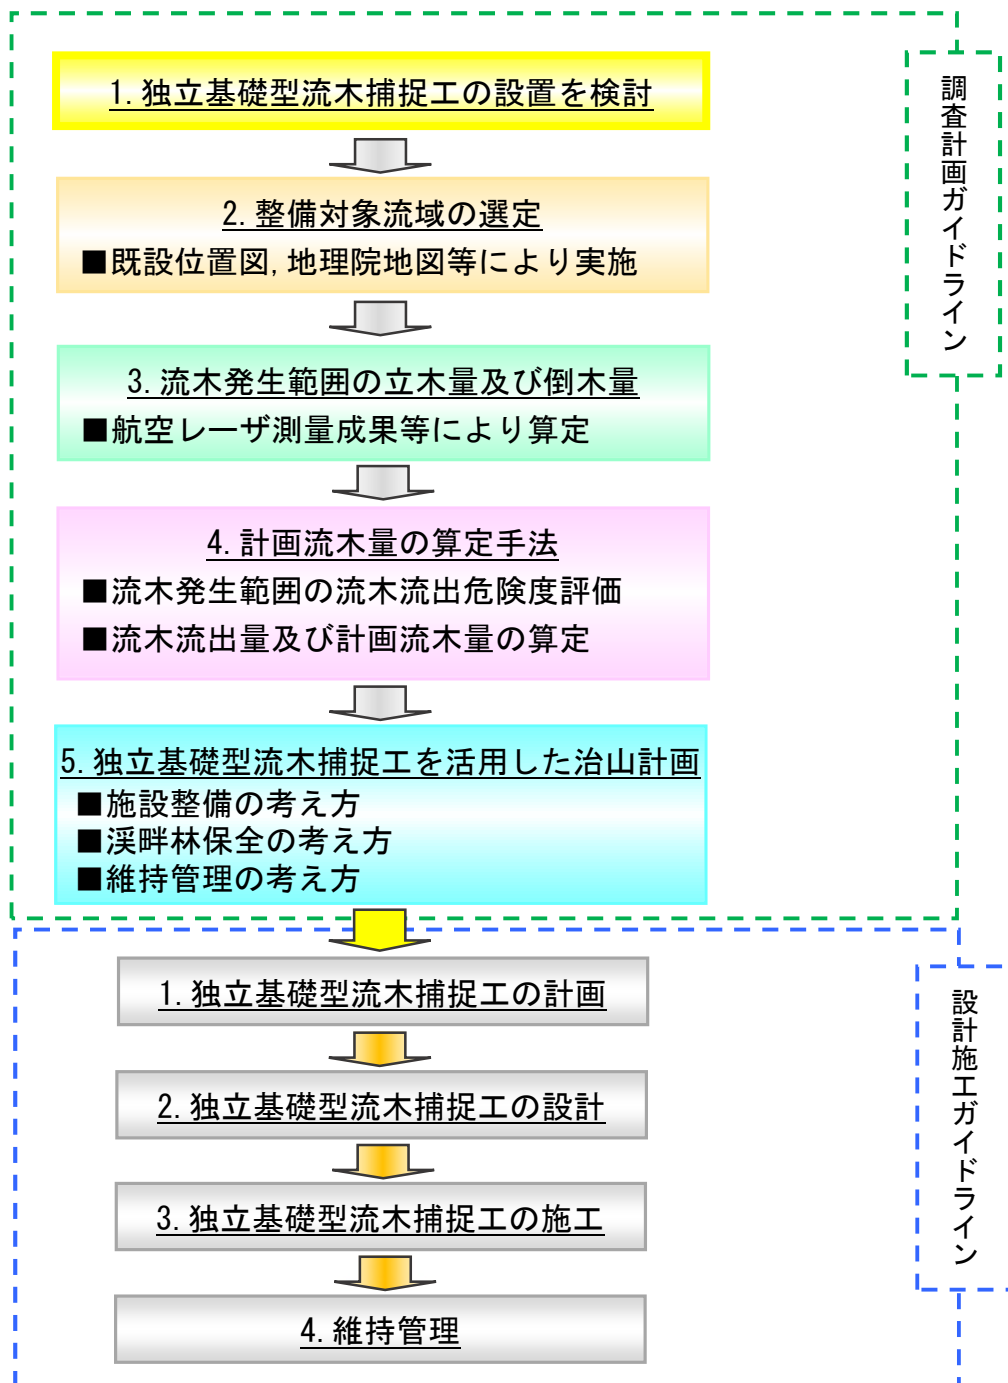 1.独立基礎型流木捕捉工の設置を検討
2.整備対象流域の選定
■既設位置図,地理院地図等により実施
3.流木発生範囲の立木量及び倒木量
■航空レーザ測量成果等により算定
4.計画流木量の算定手法
■流木発生範囲の流木流出危険度評価
■流木流出量及び計画流木量の算定
5.独立基礎型流木捕捉工を活用した治山計画
■施設整備の考え方
■渓畔林保全の考え方
■維持管理の考え方
調査計画ガイドライン
1.独立基礎型流木捕捉工の計画
2.独立基礎型流木捕捉工の設計
3.独立基礎型流木捕捉工の施工
4.維持管理
設計施工ガイドライン